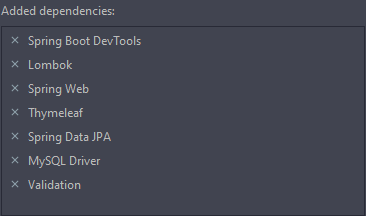 Added dependencies:
× Spring Boot DevTools
× Lombok
× Spring Web
× Thymeleaf
× Spring Data JPA
× MySQL Driver
× Validation